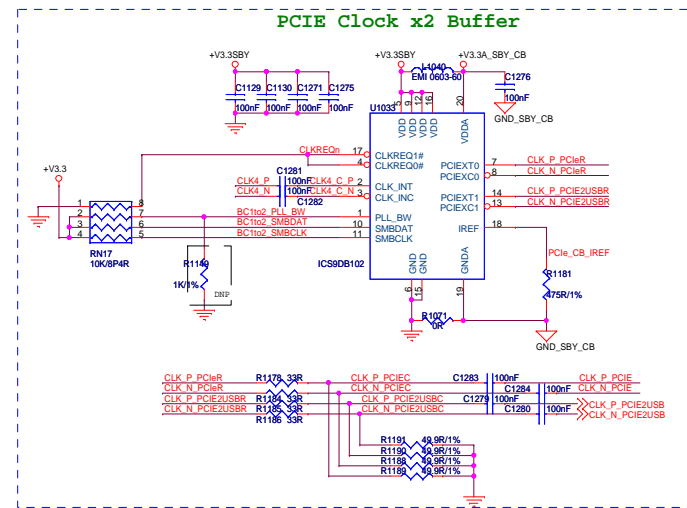 PCIE Clock x2 Buffer
+V3.3SBY
+V3.3SBY
L1040
EMI 0603-60
+V3.3A_SBY_CB
C1129
100nF
C1130
100nF
C1271
100nF
C1275
100nF
C1276
100nF
GND_SBY_CB
U1033
5
9
12
16
20
VDD
VDD
VDD
VDD
VDDA
CLKREQn
17
CLKREQ1#
4
CLKREQ0#
PCIEXT0
7
CLK_P_PCIeR
PCIEXC0
8
CLK_N_PCIeR
C1281
CLK4_P
100nF
CLK4_C_P
2
CLK_INT
CLK4_N
100nF
CLK4_C_N
3
CLK_INC
C1282
PCIEXT1
14
CLK_P_PCIE2USBR
PCIEXC1
13
CLK_N_PCIE2USBR
+V3.3
1
8
2
7
BC1to2_PLL_BW
1
PLL_BW
3
6
BC1to2_SMBDAT
10
SMBDAT
4
5
BC1to2_SMBCLK
11
SMBCLK
IREF
18
PCIe_CB_IREF
RN17
10K/8P4R
R1149
1K/1%
DNP
ICS9DB102
GND
GND
GNDA
6
15
19
R1181
475R/1%
R1071
0R
GND_SBY_CB
CLK_P_PCIeR
R1178
33R
CLK_P_PCIEC
C1283
100nF
CLK_P_PCIE
CLK_N_PCIeR
33R
CLK_N_PCIEC
C1284
100nF
CLK_N_PCIE
CLK_P_PCIE2USBR
R1184
33R
CLK_P_PCIE2USBC
C1279
100nF
CLK_P_PCIE2USB
CLK_N_PCIE2USBR
R1185
33R
CLK_N_PCIE2USBC
C1280
100nF
CLK_N_PCIE2USB
R1186
33R
R1191
49.9R/1%
R1190
49.9R/1%
R1188
49.9R/1%
R1189
49.9R/1%